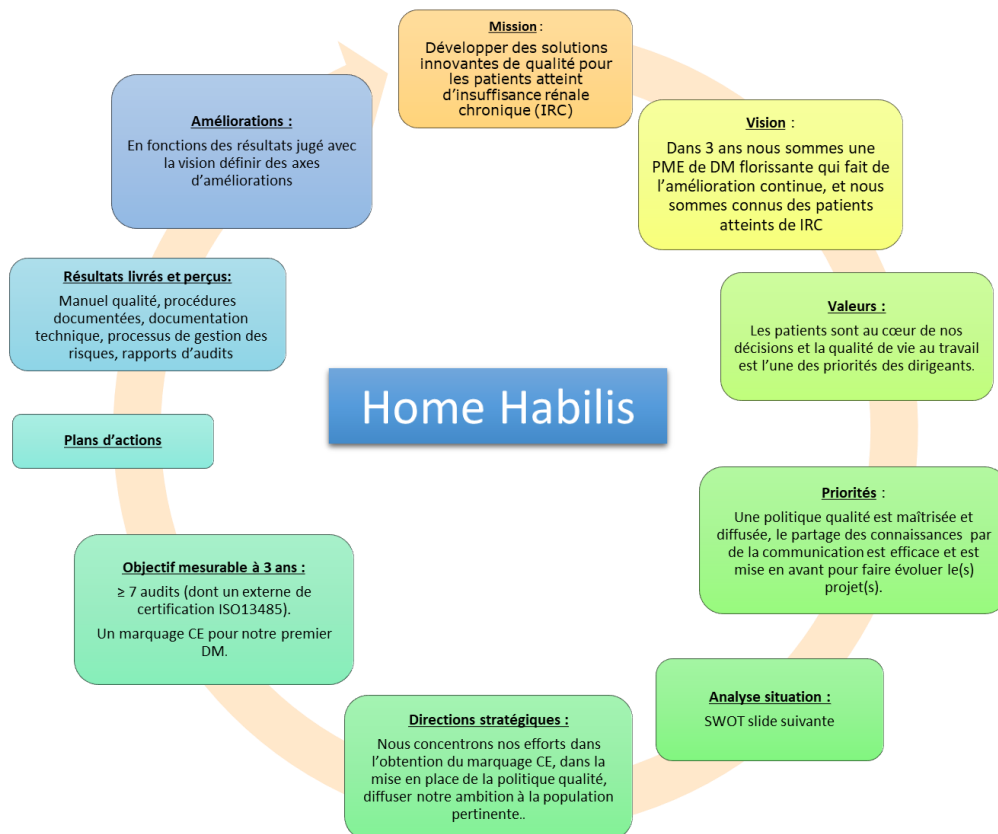 Mission :
Développer des solutions
innovantes de qualité pour
les patients atteint
d’insuffisance rénale
chronique (IRC)
Vision :
Dans 3 ans nous sommes une
PME de DM florissante qui fait de
l’amélioration continue, et nous
sommes connus des patients
atteints de IRC
Valeurs :
Les patients sont au cœur de nos
décisions et la qualité de vie au travail
est l’une des priorités des dirigeants.
Priorités :
Une politique qualité est maîtrisée et
diffusée, le partage des connaissances par
de la communication est efficace et est
mise en avant pour faire évoluer le(s)
projet(s).
Analyse situation :
SWOT slide suivante
Directions stratégiques :
Nous concentrons nos efforts dans
l’obtention du marquage CE, dans la
mise en place de la politique qualité,
diffuser notre ambition à la population
pertinente..
Objectif mesurable à 3 ans :
≥ 7 audits (dont un externe de
certification ISO13485).
Un marquage CE pour notre premier
DM.
Plans d’actions
Résultats livrés et perçus:
Manuel qualité, procédures
documentées, documentation
technique, processus de gestion des
risques, rapports d’audits
Améliorations :
En fonctions des résultats jugé avec
la vision définir des axes
d’améliorations
Home Habilis